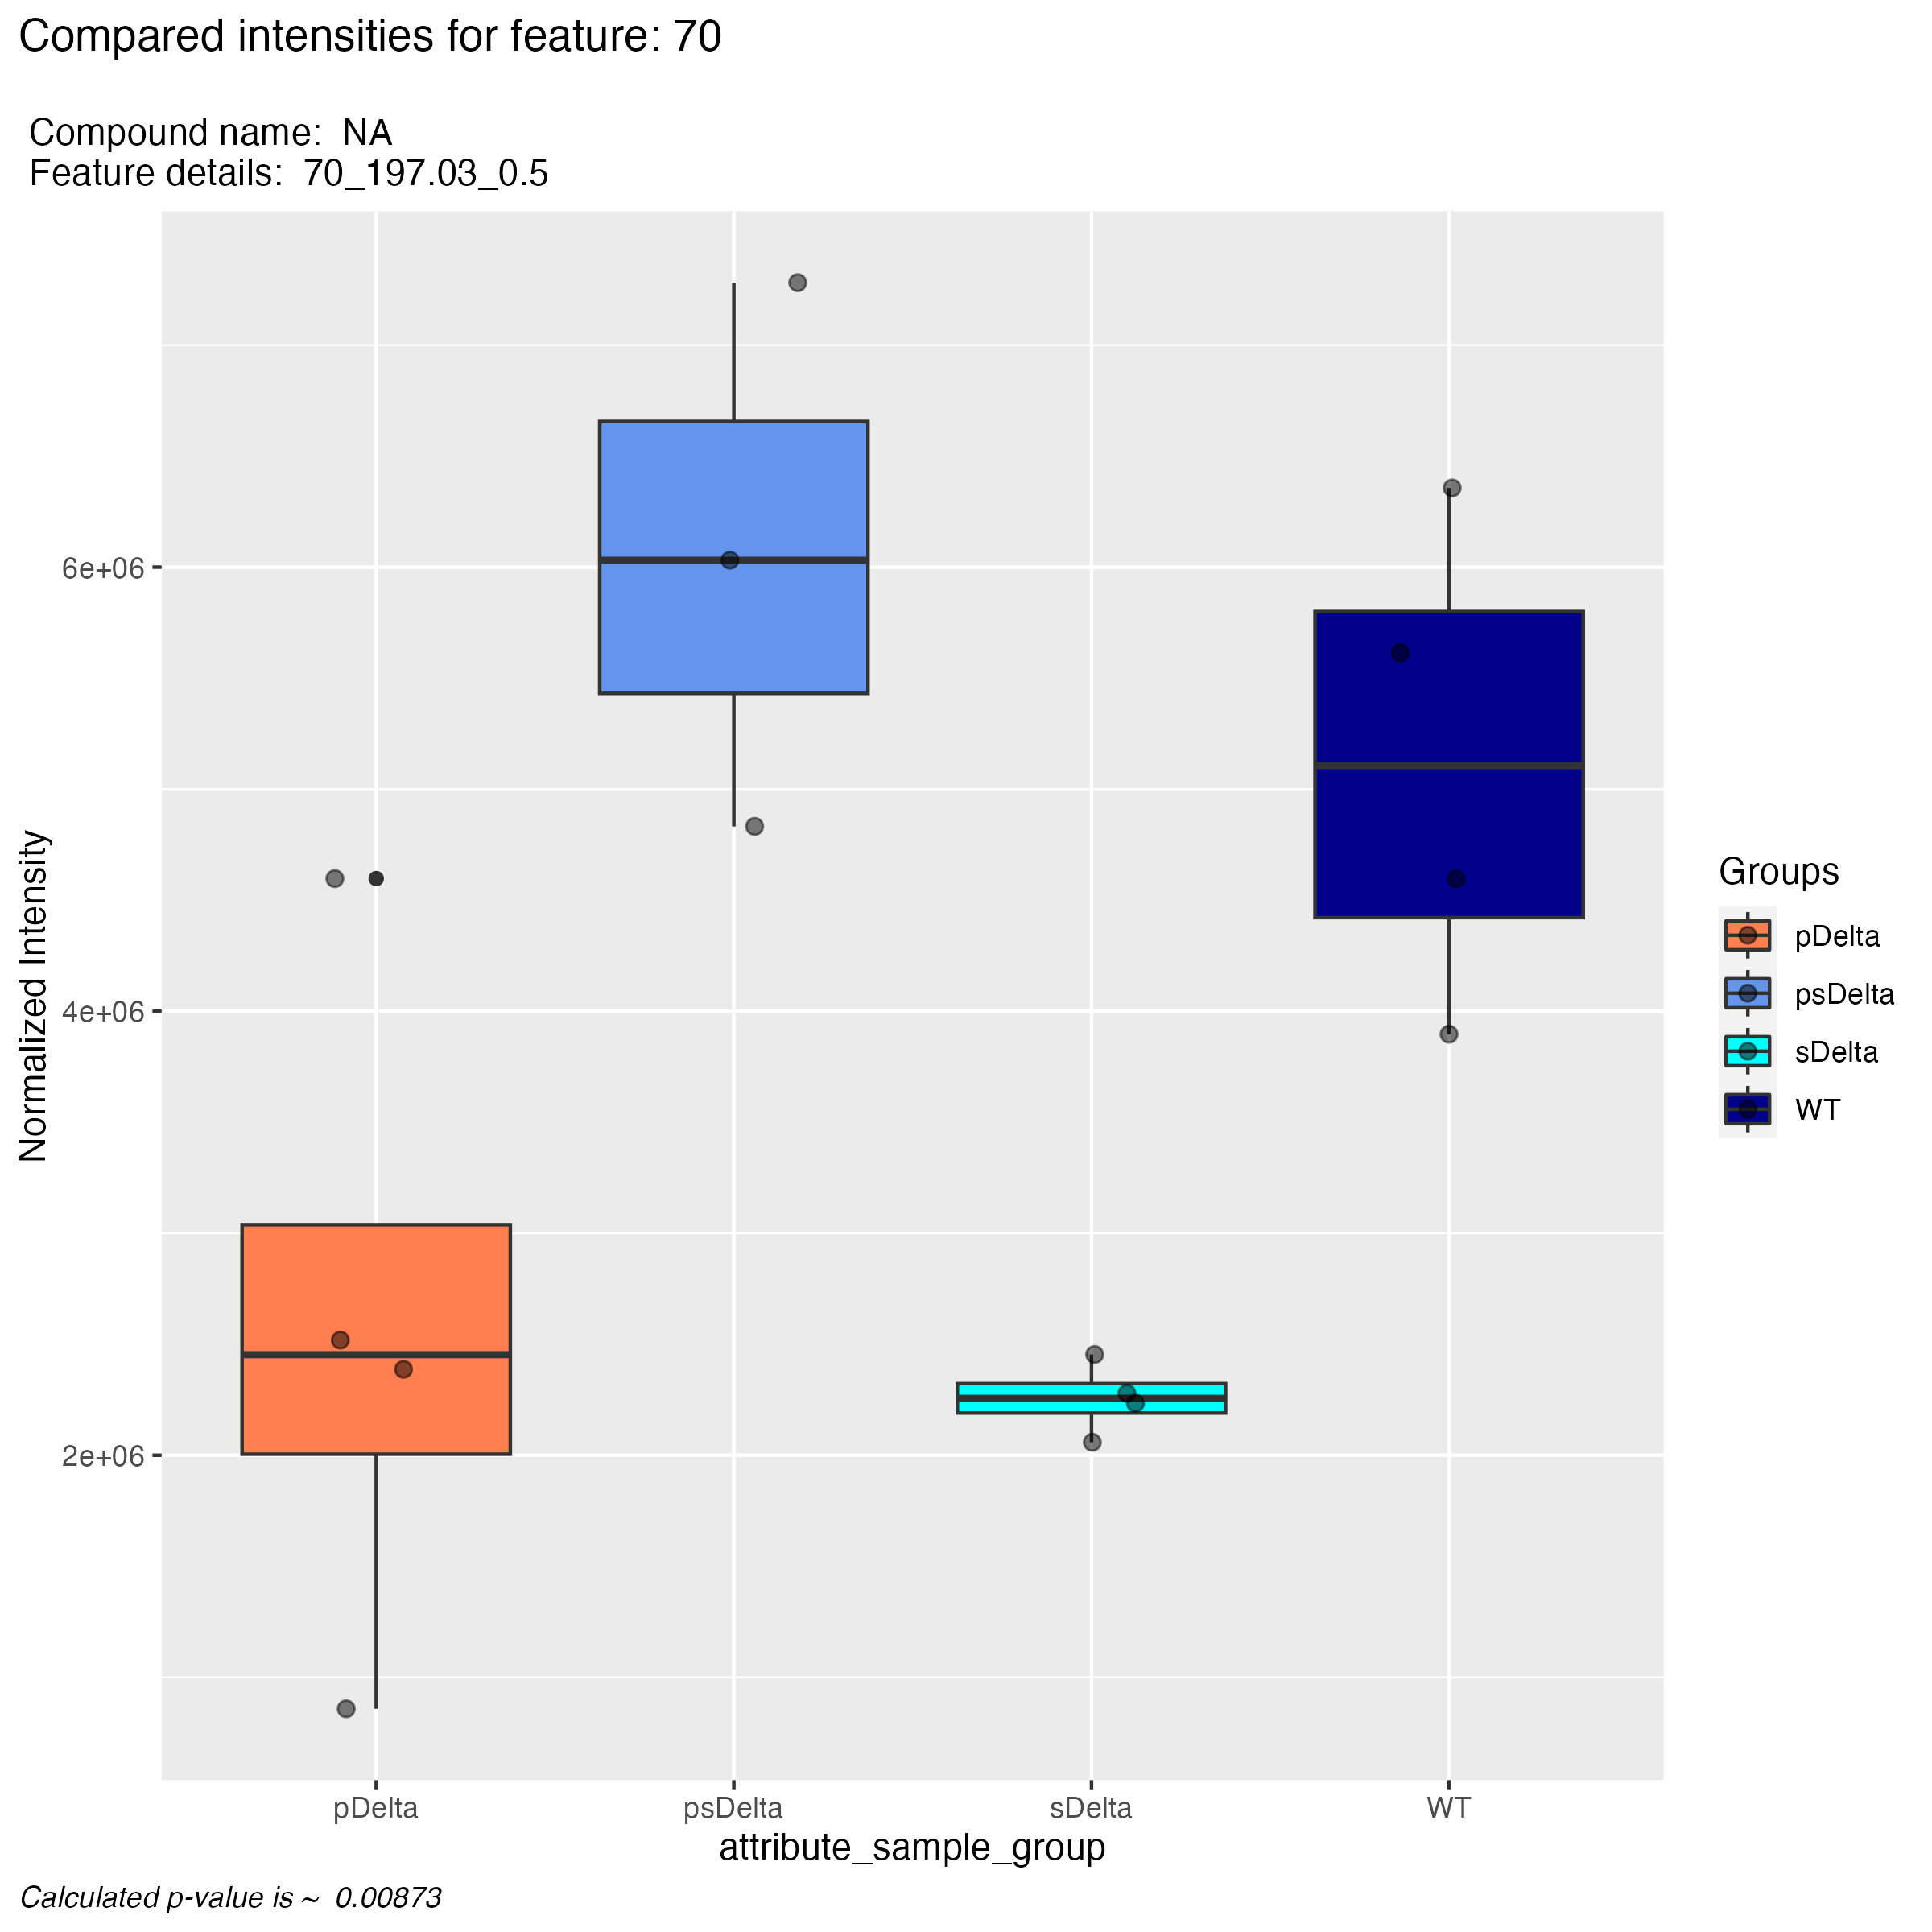 Compared intensities for feature: 70
Compound name: NA
Feature details: 70_197.03_0.5
Normalized Intensity
6e+06
4e+06
2e+06
pDelta
psDelta
sDelta
WT
attribute_sample_group
Groups
pDelta
psDelta
sDelta
WT
Calculated p-value is ~ 0.00873